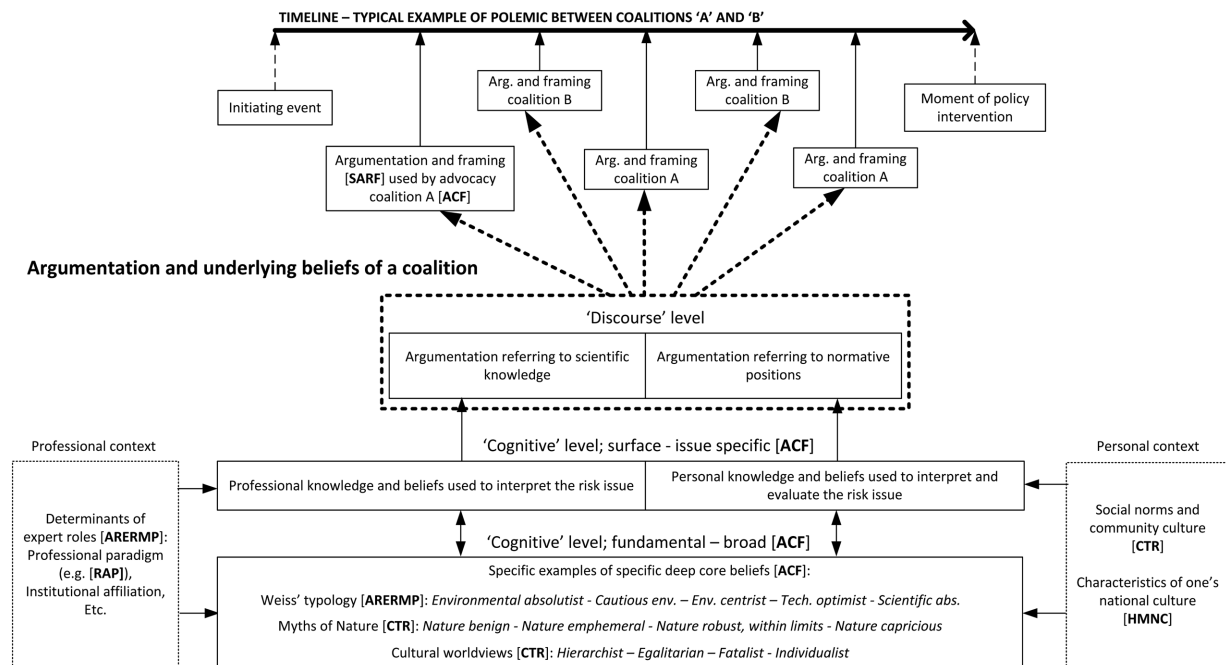 TIMELINE – TYPICAL EXAMPLE OF POLEMIC BETWEEN COALITIONS ‘A’ AND ‘B’
Initiating event
Argumentation and framing
[SARF] used by advocacy
coalition A [ACF]
Arg. and framing
coalition B
Arg. and framing
coalition A
Arg. and framing
coalition B
Arg. and framing
coalition A
Moment of policy
intervention
Argumentation and underlying beliefs of a coalition
‘Discourse’ level
Argumentation referring to scientific
knowledge
Argumentation referring to normative
positions
‘Cognitive’ level; surface - issue specific [ACF]
Professional knowledge and beliefs used to interpret the risk issue
Personal knowledge and beliefs used to interpret and
evaluate the risk issue
‘Cognitive’ level; fundamental – broad [ACF]
Specific examples of specific deep core beliefs [ACF]:
Weiss’ typology [ARERMP]: Environmental absolutist - Cautious env. – Env. centrist – Tech. optimist - Scientific abs.
Myths of Nature [CTR]: Nature benign - Nature emphemeral - Nature robust, within limits - Nature capricious
Cultural worldviews [CTR]: Hierarchist – Egalitarian – Fatalist - Individualist
Professional context
Determinants of
expert roles [ARERMP]:
Professional paradigm
(e.g. [RAP]),
Institutional affiliation,
Etc.
Personal context
Social norms and
community culture
[CTR]
Characteristics of one’s
national culture
[HMNC]